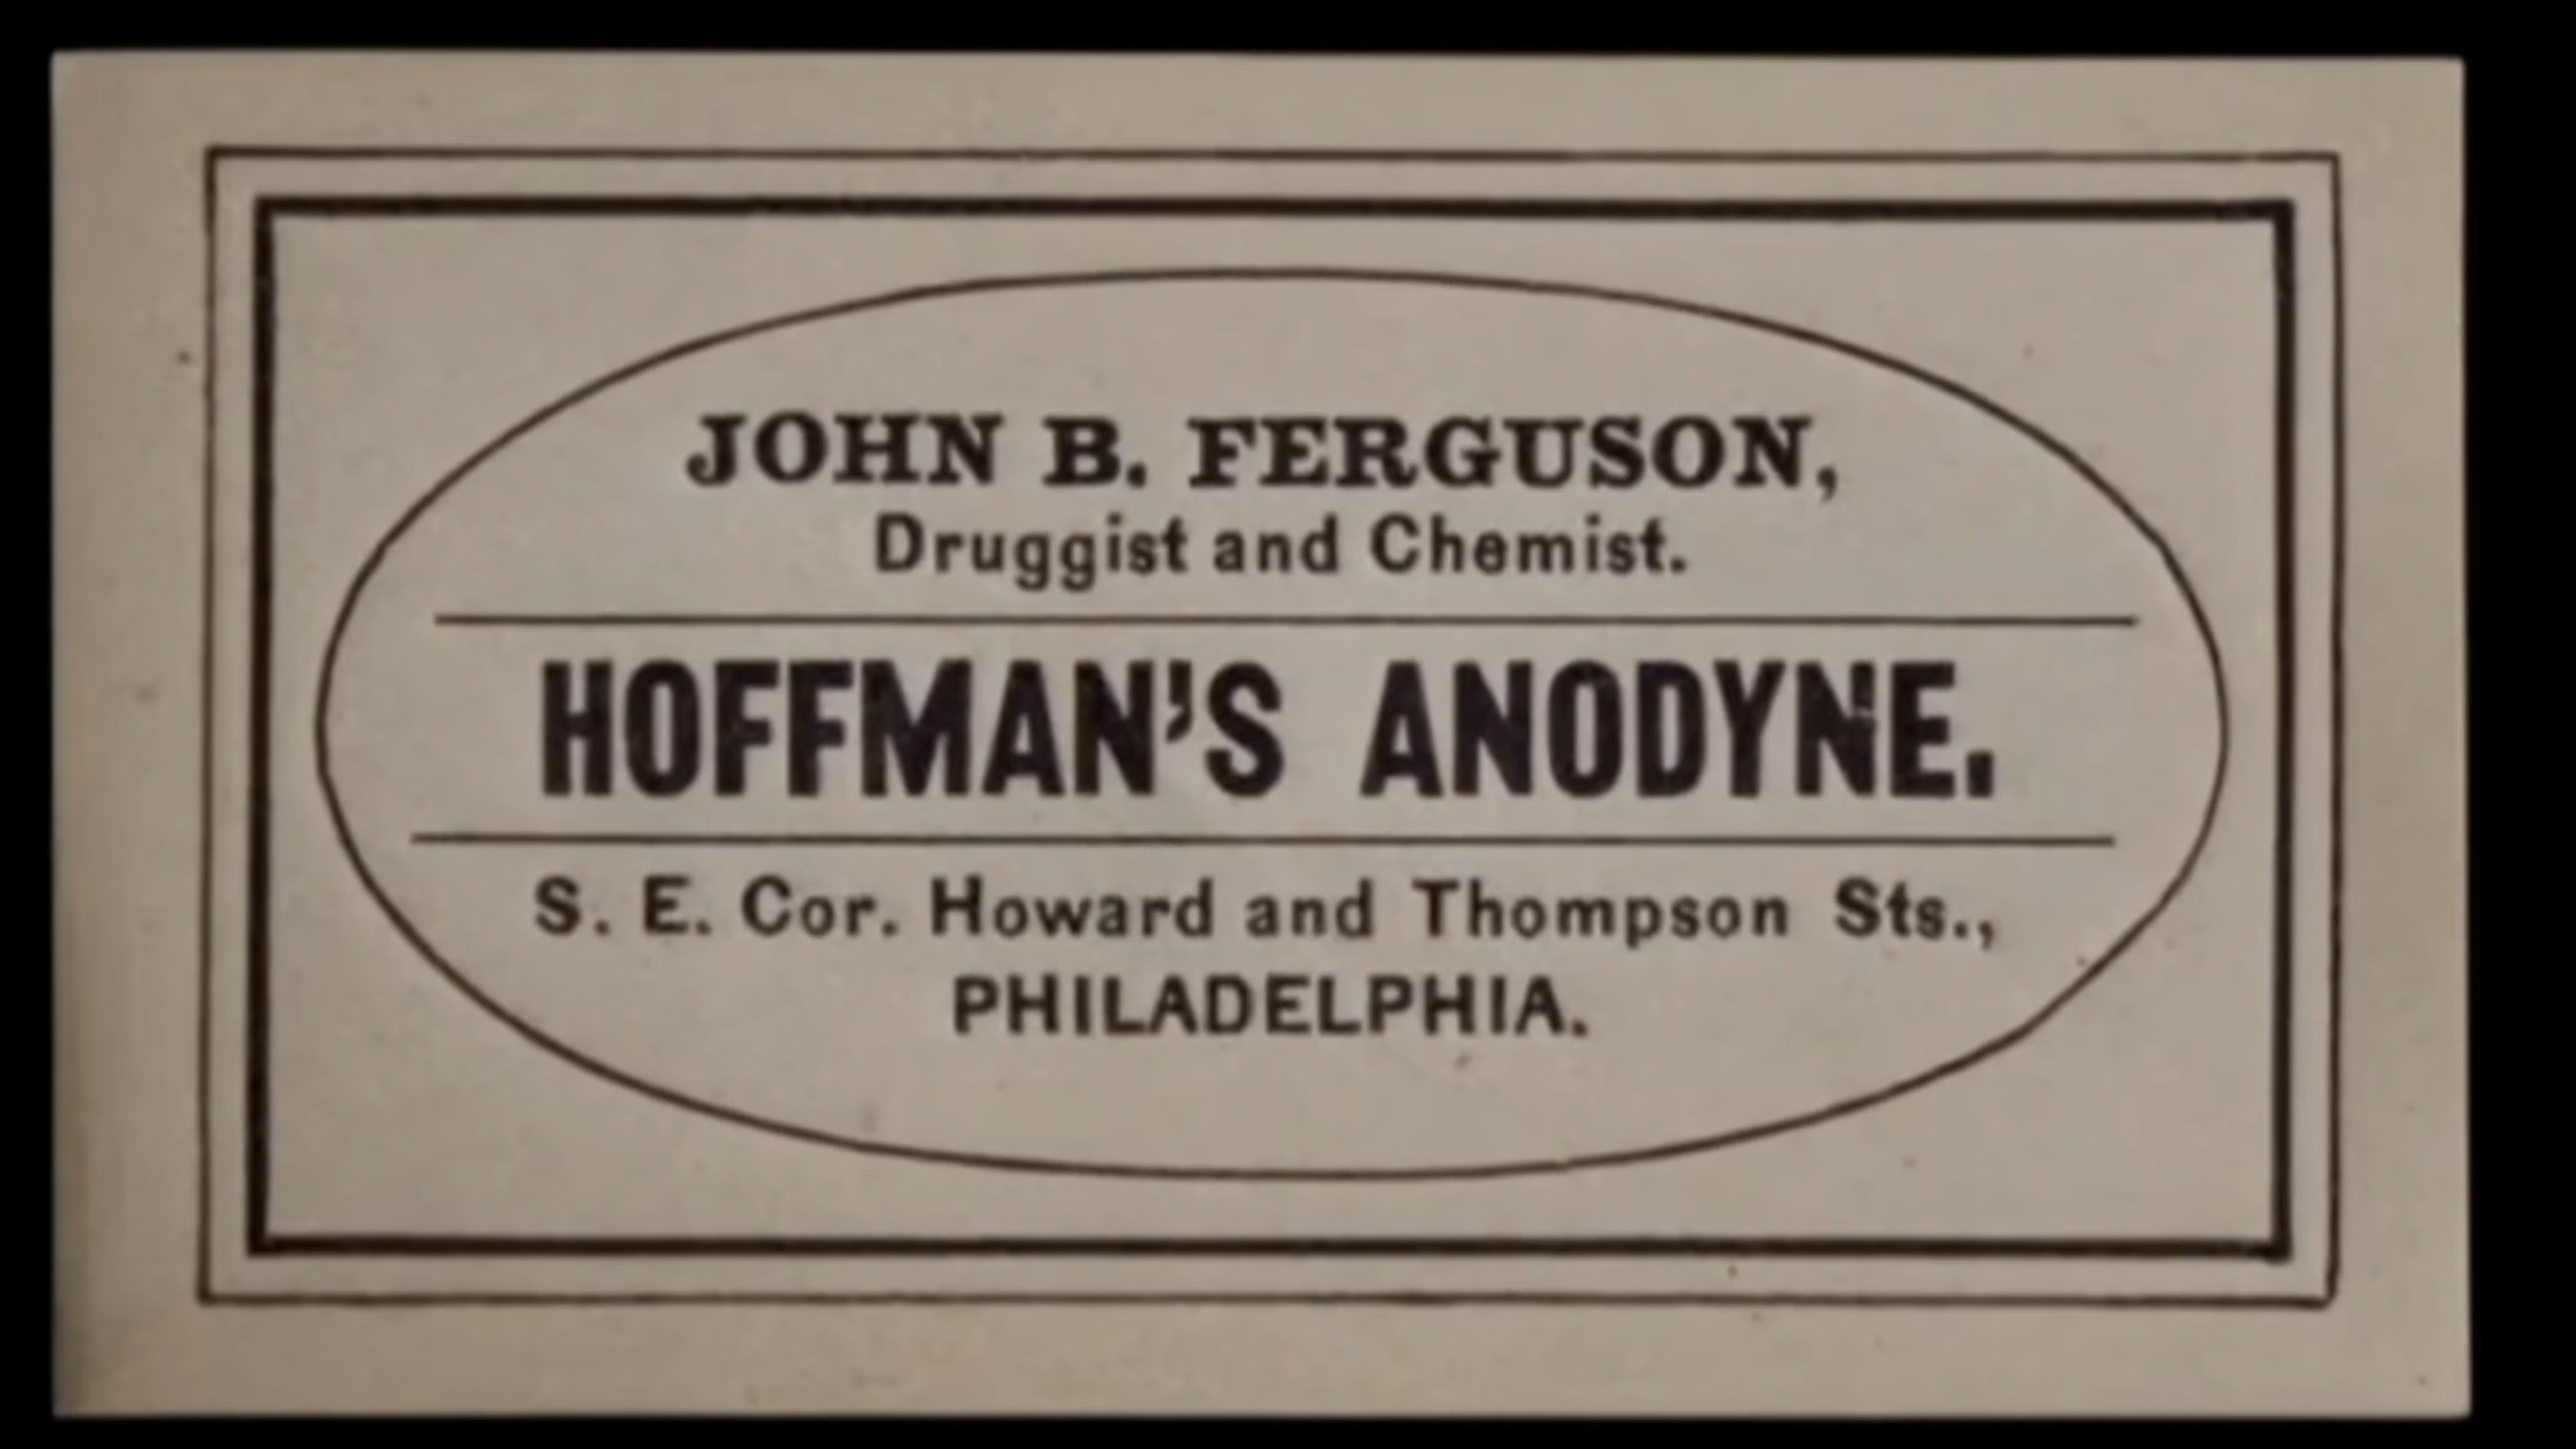 JOHN B. FERGUSON,
Druggist and Chemist.
HOFFMAN'S ANODYNE.
S. E. Cor. Howard and Thompson Sts.,
PHILADELPHIA.